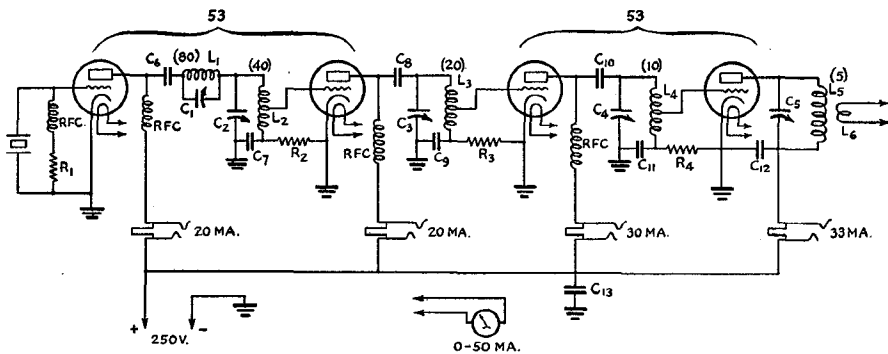 53
53
C6
(80)
L1
(40)
C8
(20)
L3
C10
(10)
L4
(5)
L5
C1
RFC.
RFC
C2
L2
C3
C4
C5
L6
R1
C7
R2
RFC
C9
R3
RFC
C11
R4
C12
20 MA.
20 MA.
30 MA.
33 MA.
C13
+
-
250V.
0-50 MA.